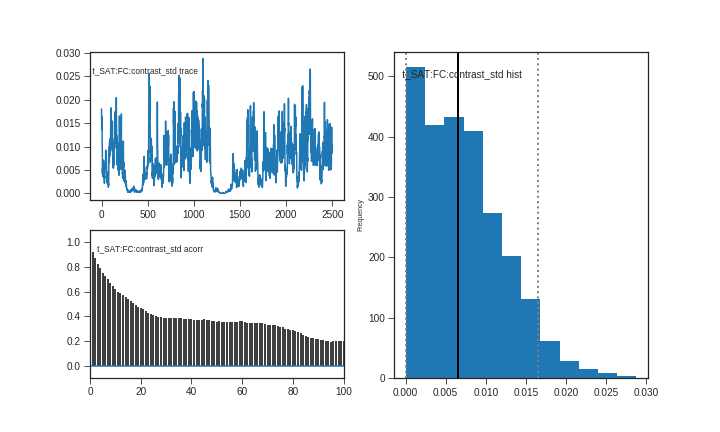 t_SAT:FC:contrast_std trace
0.030
0.025
0.020
0.015
0.010
0.005
0.000
0 500 1000 1500 2000 2500
t_SAT:FC:contrast_std acorr
1.0
0.8
0.6
0.4
0.2
0.0
0 20 40 60 80 100
t_SAT:FC:contrast_std hist
Frequency
500
400
300
200
100
0
0.000 0.005 0.010 0.015 0.020 0.025 0.030